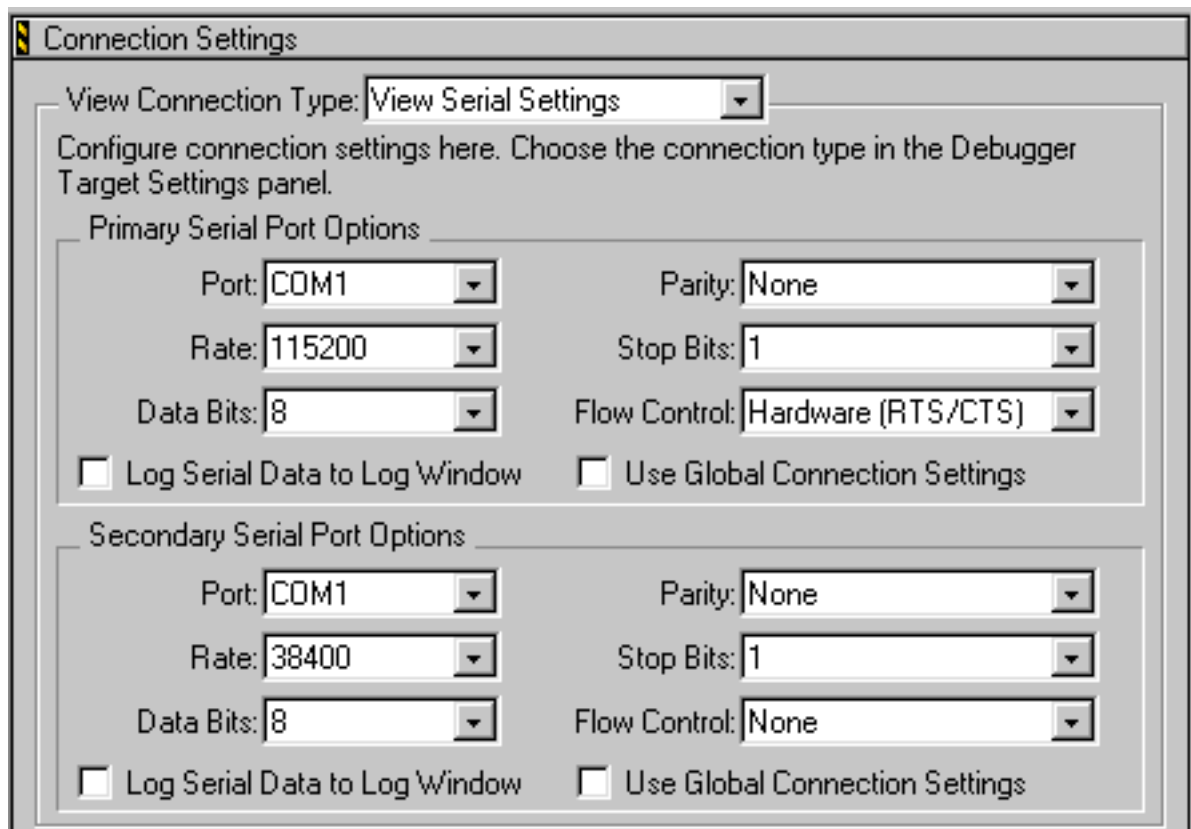 Connection Settings
View Connection Type: View Serial Settings
Configure connection settings here. Choose the connection type in the Debugger
Target Settings panel.
Primary Serial Port Options
Port: COM1 Parity: None
Rate: 115200 Stop Bits: 1
Data Bits: 8 Flow Control: Hardware (RTS/CTS)
Log Serial Data to Log Window Use Global Connection Settings
Secondary Serial Port Options
Port: COM1 Parity: None
Rate: 38400 Stop Bits: 1
Data Bits: 8 Flow Control: None
Log Serial Data to Log Window Use Global Connection Settings